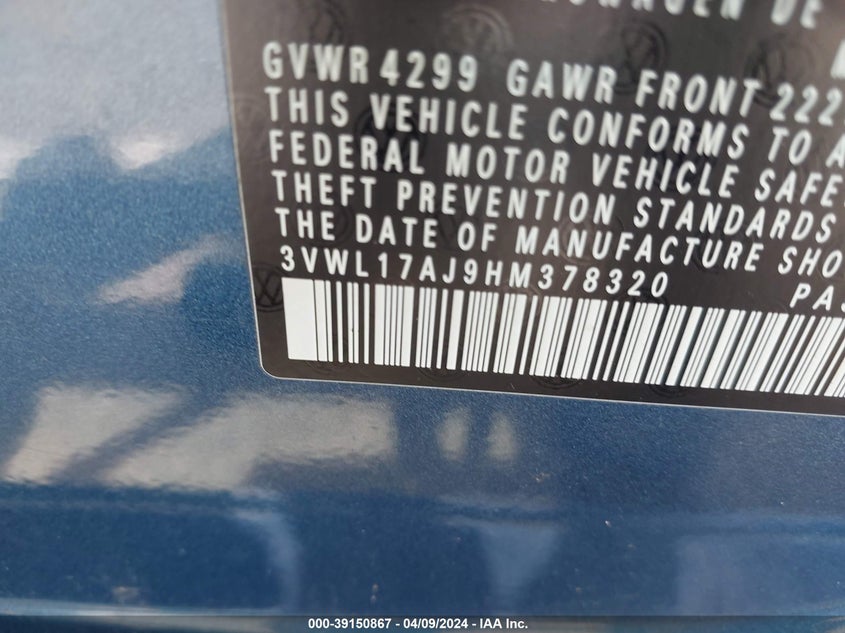 GVWR 4299 GAWR FRONT 222
THIS VEHICLE CONFORMS TO A
FEDERAL MOTOR VEHICLE SAFE
THEFT PREVENTION STANDARDS
THE DATE OF MANUFACTURE SHO
3VWL17AJ9HM378320 PAS
000-39150867 - 04/09/2024 - IAA Inc.